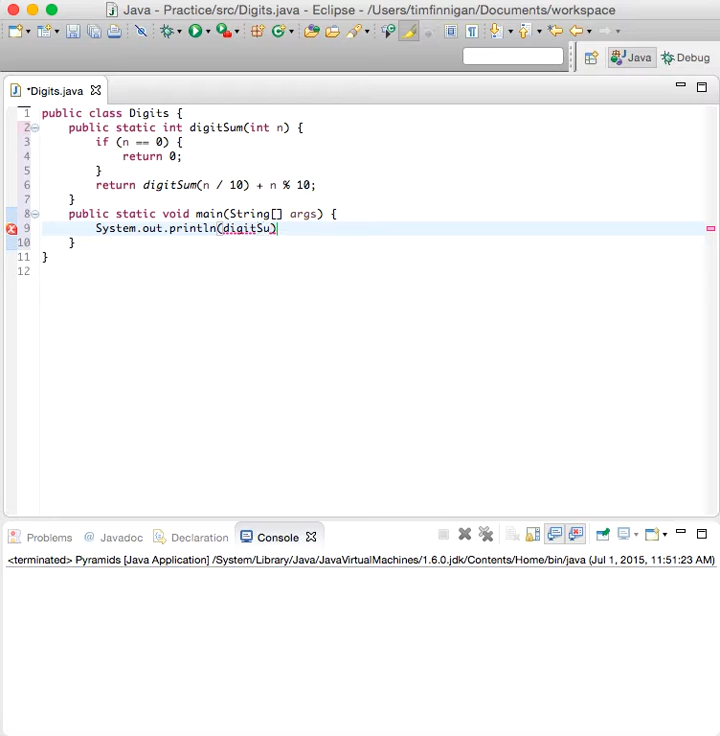 Java - Practice/src/Digits.java - Eclipse - /Users/timfinnigan/Documents/workspace
Java Debug
*Digits.java
1 public class Digits {
2 public static int digitSum(int n) {
3 if (n == 0) {
4 return 0;
5 }
6 return digitSum(n / 10) + n % 10;
7 }
8 public static void main(String[] args) {
9 System.out.println(digitSu)
10 }
11 }
12
Problems @ Javadoc Declaration Console
<terminated> Pyramids [Java Application] /System/Library/Java/JavaVirtualMachines/1.6.0.jdk/Contents/Home/bin/java (Jul 1, 2015, 11:51:23 AM)